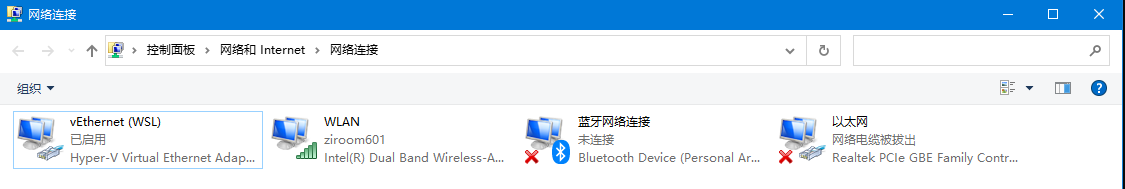 网络连接
控制面板 网络和 Internet 网络连接
组织
vEthernet (WSL)
已启用
Hyper-V Virtual Ethernet Adap...
WLAN
ziroom601
Intel(R) Dual Band Wireless-A...
蓝牙网络连接
未连接
Bluetooth Device (Personal Ar...
以太网
网络电缆被拔出
Realtek PCIe GBE Family Contr...